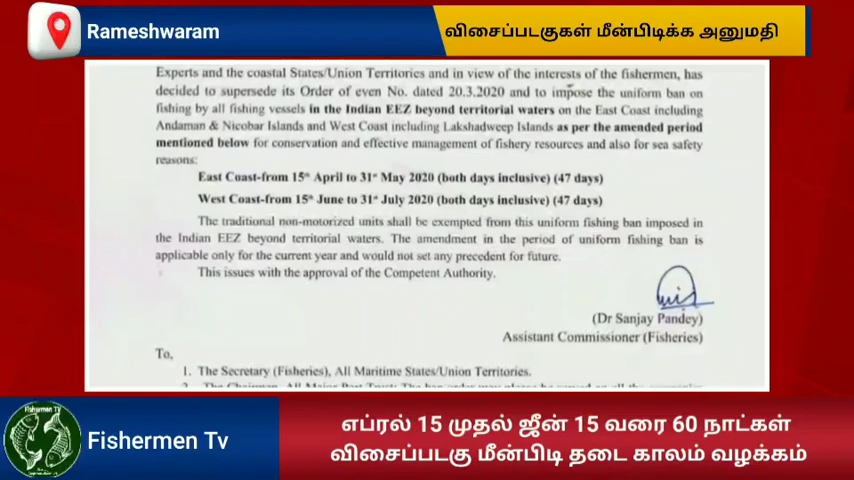 Rameshwaram
விசைப்படகுகள் மீன்பிடிக்க அனுமதி
Experts and the coastal States/Union Territories and in view of the interests of the fishermen, has
decided to supersede its Order of even No. dated 20.3.2020 and to impose the uniform ban on
fishing by all fishing vessels in the Indian EEZ beyond territorial waters on the East Coast including
Andaman & Nicobar Islands and West Coast including Lakshadweep Islands as per the amended period
mentioned below for conservation and effective management of fishery resources and also for sea safety
reasons:
East Coast-from 15th April to 31st May 2020 (both days inclusive) (47 days)
West Coast-from 15th June to 31st July 2020 (both days inclusive) (47 days)
The traditional non-motorized units shall be exempted from this uniform fishing ban imposed in
the Indian EEZ beyond territorial waters. The amendment in the period of uniform fishing ban is
applicable only for the current year and would not set any precedent for future.
This issues with the approval of the Competent Authority.
(Dr Sanjay Pandey)
Assistant Commissioner (Fisheries)
To,
1. The Secretary (Fisheries), All Maritime States/Union Territories.
Fishermen Tv
Fishermen Tv
எப்ரல் 15 முதல் ஜீன் 15 வரை 60 நாட்கள்
விசைப்படகு மீன்பிடி தடை காலம் வழக்கம்